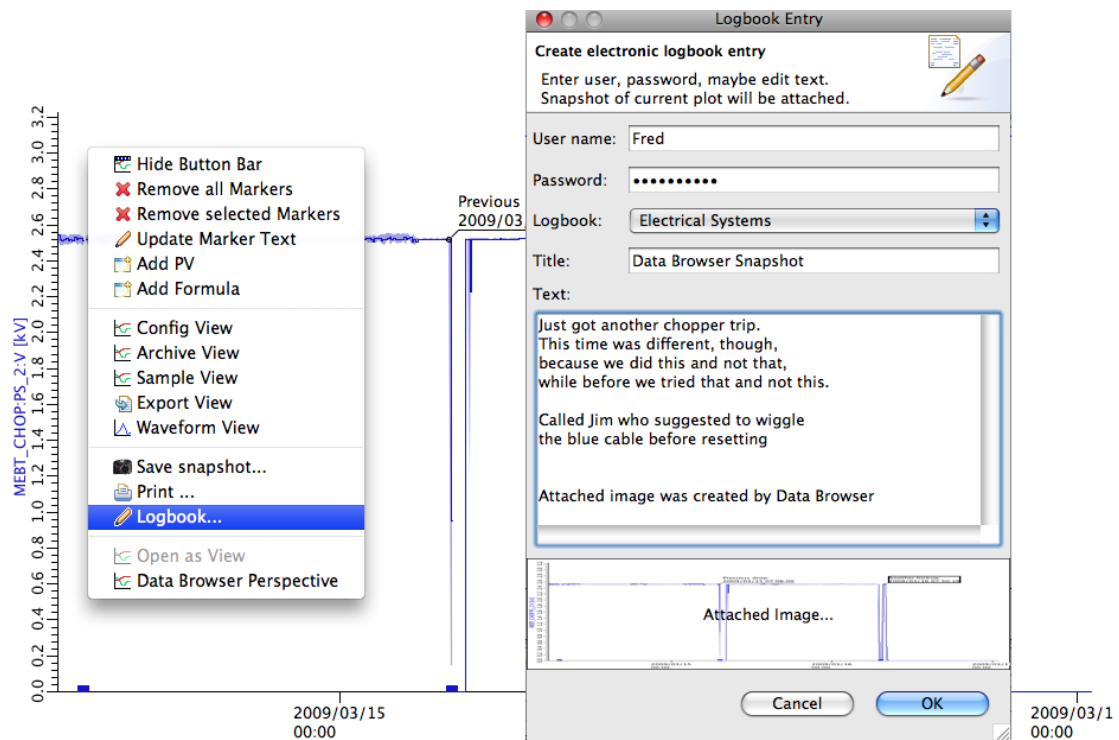 Logbook Entry
Create electronic logbook entry
Enter user, password, maybe edit text.
Snapshot of current plot will be attached.
User name:
Fred
Password:
••••••••••
Logbook:
Electrical Systems
Title:
Data Browser Snapshot
Text:
Just got another chopper trip.
This time was different, though,
because we did this and not that,
while before we tried that and not this.
Called Jim who suggested to wiggle
the blue cable before resetting
Attached image was created by Data Browser
Attached Image...
Cancel
OK
Hide Button Bar
Remove all Markers
Remove selected Markers
Update Marker Text
Add PV
Add Formula
Config View
Archive View
Sample View
Export View
Waveform View
Save snapshot...
Print ...
Logbook...
Open as View
Data Browser Perspective
Previous
2009/03
MEBT_CHOP:PS_2:V [kV]
3.2
3.0
2.8
2.6
2.4
2.2
2.0
1.8
1.6
1.4
1.2
1.0
0.8
0.6
0.4
0.2
0.0
2009/03/15
00:00
2009/03/1
00:00